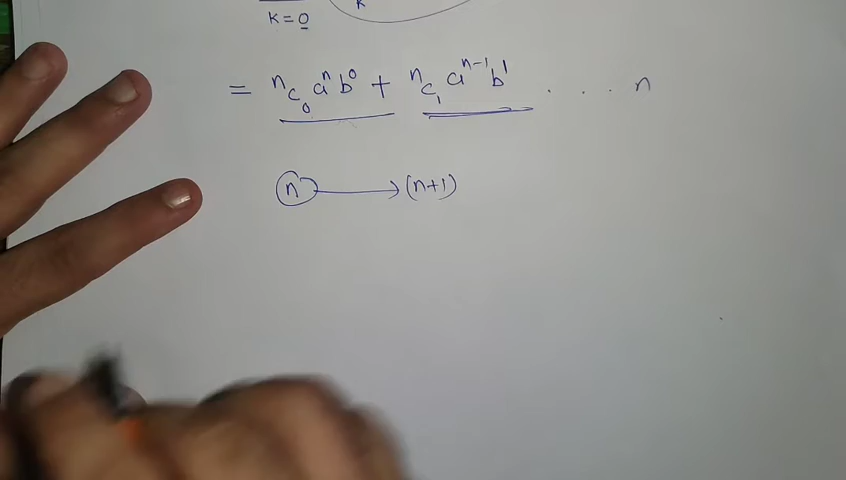 K = 0 K
= ⁿC₀ aⁿ b⁰ + ⁿC₁ aⁿ⁻¹ b¹ . . . . n
n → (n+1)